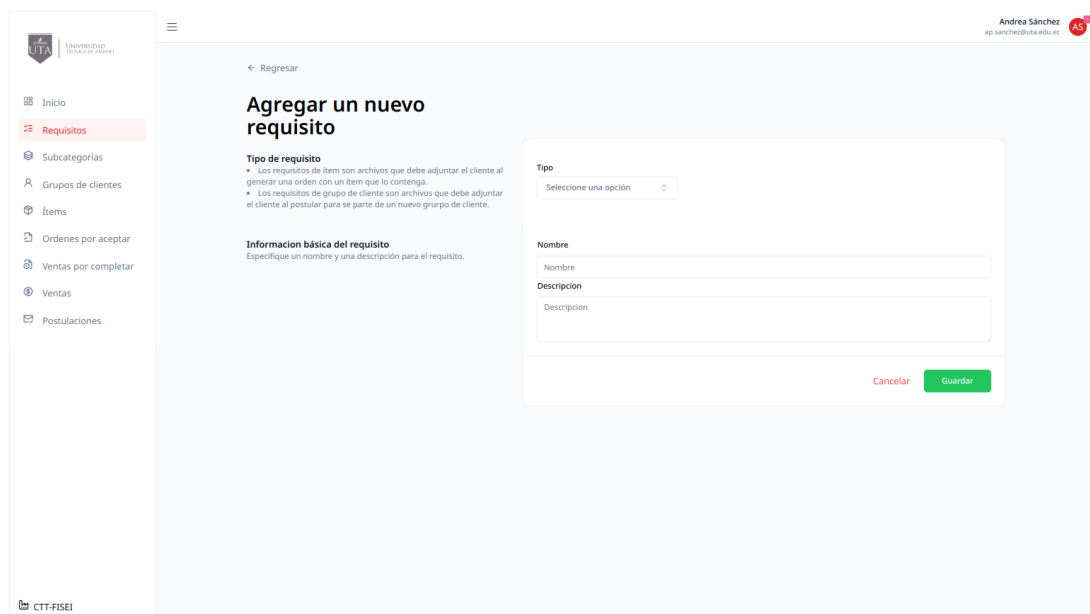 UTA
UNIVERSIDAD
TÉCNICA DE AMBATO
Andrea Sánchez
ap.sanchez@uta.edu.ec
AS
Inicio
Requisitos
Subcategorías
Grupos de clientes
Ítems
Ordenes por aceptar
Ventas por completar
Ventas
Postulaciones
CTT-FISEI
← Regresar
Agregar un nuevo
requisito
Tipo de requisito
• Los requisitos de ítem son archivos que debe adjuntar el cliente al
generar una orden con un ítem que lo contenga.
• Los requisitos de grupo de cliente son archivos que debe adjuntar
el cliente al postular para se parte de un nuevo grurpo de cliente.
Informacion básica del requisito
Especifique un nombre y una descripción para el requisito.
Tipo
Seleccione una opción
Nombre
Nombre
Descripcion
Descripcion
Cancelar
Guardar